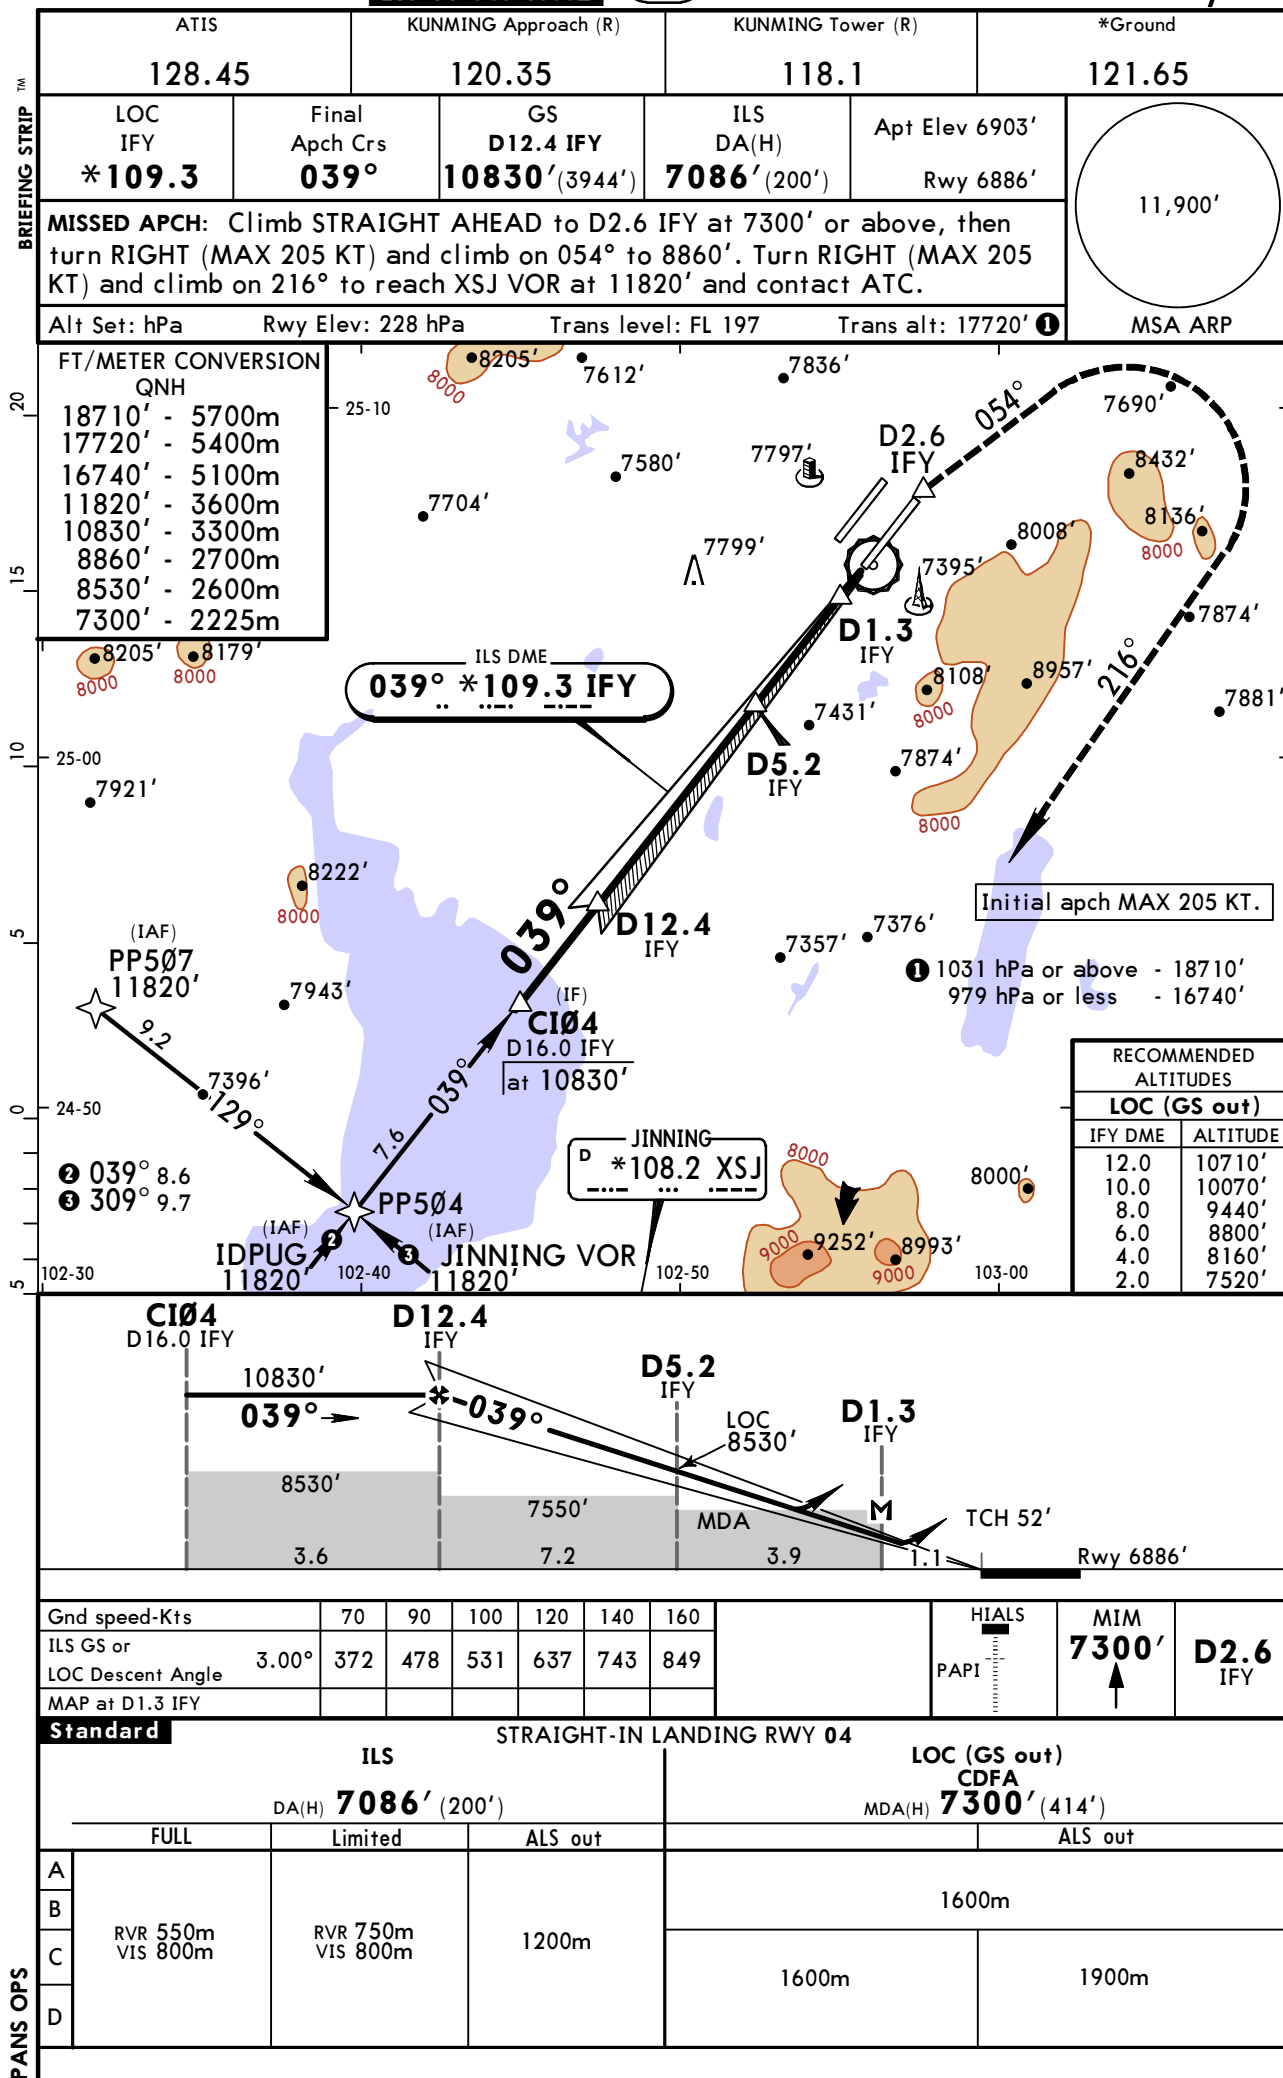 ATIS
128.45
KUNMING Approach (R)
120.35
KUNMING Tower (R)
118.1
*Ground
121.65
BRIEFING STRIP TM
LOC
IFY
*109.3
Final
Apch Crs
039°
GS
D12.4 IFY
10830′(3944′)
ILS
DA(H)
7086′(200′)
Apt Elev 6903′
Rwy 6886′
11,900′
MSA ARP
MISSED APCH: Climb STRAIGHT AHEAD to D2.6 IFY at 7300′ or above, then
turn RIGHT (MAX 205 KT) and climb on 054° to 8860′. Turn RIGHT (MAX 205
KT) and climb on 216° to reach XSJ VOR at 11820′ and contact ATC.
Alt Set: hPa Rwy Elev: 228 hPa Trans level: FL 197 Trans alt: 17720′ ❶
FT/METER CONVERSION
QNH
18710′ - 5700m
17720′ - 5400m
16740′ - 5100m
11820′ - 3600m
10830′ - 3300m
8860′ - 2700m
8530′ - 2600m
7300′ - 2225m
20
15
10
5
0
5
25-10
25-00
24-50
102-30
102-40
102-50
103-00
8205′
8000
7612′
7836′
7690′
054°
D2.6
IFY
7797′
7580′
7704′
8432′
8136′
8000
8008′
7799′
7395′
7874′
D1.3
IFY
8205′
8000
8179′
8000
ILS DME
039° *109.3 IFY
8108′
8000
8957′
216°
7881′
7431′
D5.2
IFY
7874′
8000
7921′
8222′
8000
039°
Initial apch MAX 205 KT.
D12.4
IFY
7376′
7357′
❶ 1031 hPa or above - 18710′
979 hPa or less - 16740′
(IAF)
PP5Ø7
11820′
7943′
9.2
(IF)
CIØ4
D16.0 IFY
at 10830′
7396′
129°
039°
7.6
❷ 039° 8.6
❸ 309° 9.7
PP5Ø4
(IAF)
IDPUG
11820′
❷
(IAF)
❸ JINNING VOR
11820′
JINNING
D *108.2 XSJ
8000
9000
9252′
8993′
9000
8000′
RECOMMENDED
ALTITUDES
LOC (GS out)
IFY DME ALTITUDE
12.0 10710′
10.0 10070′
8.0 9440′
6.0 8800′
4.0 8160′
2.0 7520′
CIØ4
D16.0 IFY
D12.4
IFY
D5.2
IFY
D1.3
IFY
10830′
039°
039°
LOC
8530′
8530′
7550′
MDA
M
TCH 52′
3.6
7.2
3.9
1.1
Rwy 6886′
Gnd speed-Kts 70 90 100 120 140 160
ILS GS or
LOC Descent Angle 3.00° 372 478 531 637 743 849
MAP at D1.3 IFY
HIALS
PAPI
MIM
7300′
D2.6
IFY
Standard
STRAIGHT-IN LANDING RWY 04
ILS
DA(H) 7086′ (200′)
LOC (GS out)
CDFA
MDA(H) 7300′ (414′)
FULL Limited ALS out ALS out
A
B
C
D
RVR 550m
VIS 800m
RVR 750m
VIS 800m
1200m
1600m
1600m
1900m
PANS OPS